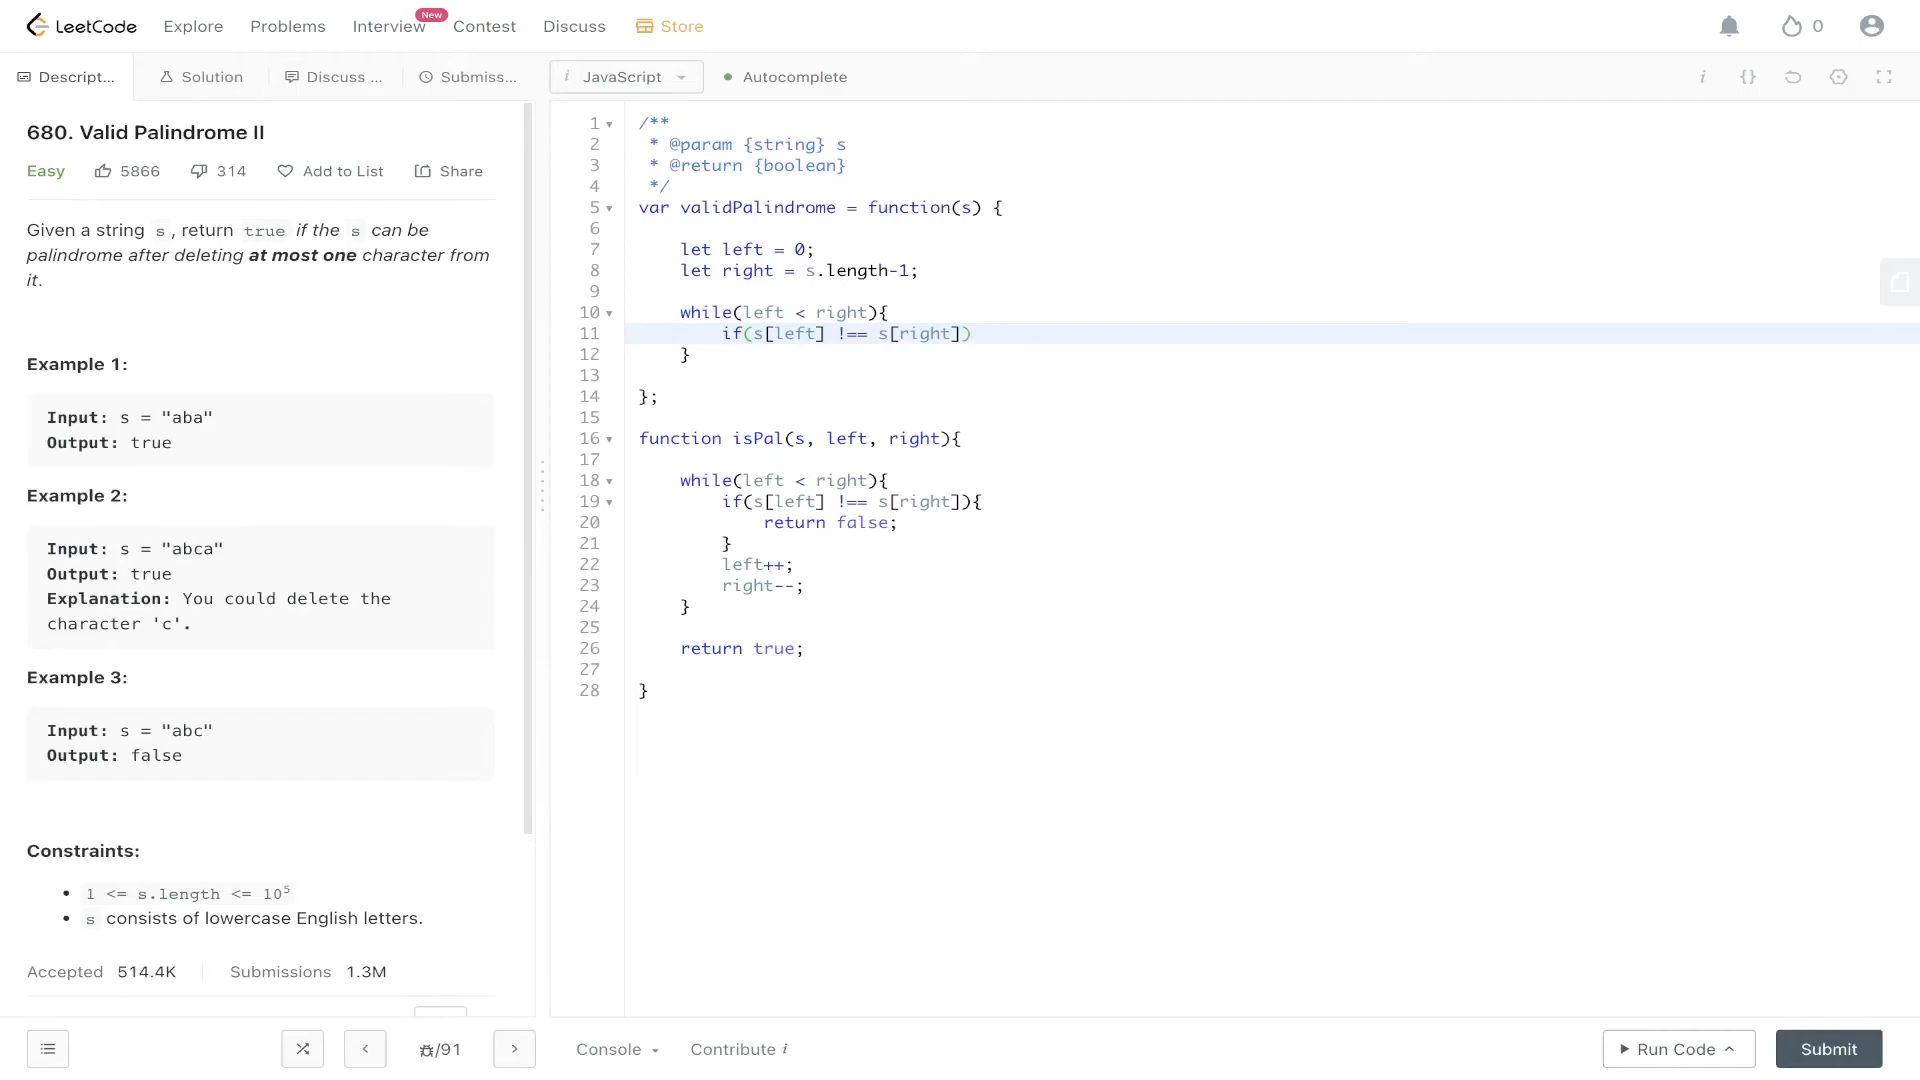 LeetCode Explore Problems Interview New Contest Discuss Store 0
Descript... Solution Discuss ... Submiss... i JavaScript Autocomplete i {}
680. Valid Palindrome II
Easy 5866 314 Add to List Share
Given a string s, return true if the s can be
palindrome after deleting at most one character from
it.
Example 1:
Input: s = "aba"
Output: true
Example 2:
Input: s = "abca"
Output: true
Explanation: You could delete the
character 'c'.
Example 3:
Input: s = "abc"
Output: false
Constraints:
1 <= s.length <= 10⁵
s consists of lowercase English letters.
Accepted 514.4K Submissions 1.3M
1 /**
2  * @param {string} s
3  * @return {boolean}
4  */
5 var validPalindrome = function(s) {
6
7     let left = 0;
8     let right = s.length-1;
9
10     while(left < right){
11         if(s[left] !== s[right])
12     }
13
14 };
15
16 function isPal(s, left, right){
17
18     while(left < right){
19         if(s[left] !== s[right]){
20             return false;
21         }
22         left++;
23         right--;
24     }
25
26     return true;
27
28 }
/91 Console Contribute i Run Code Submit